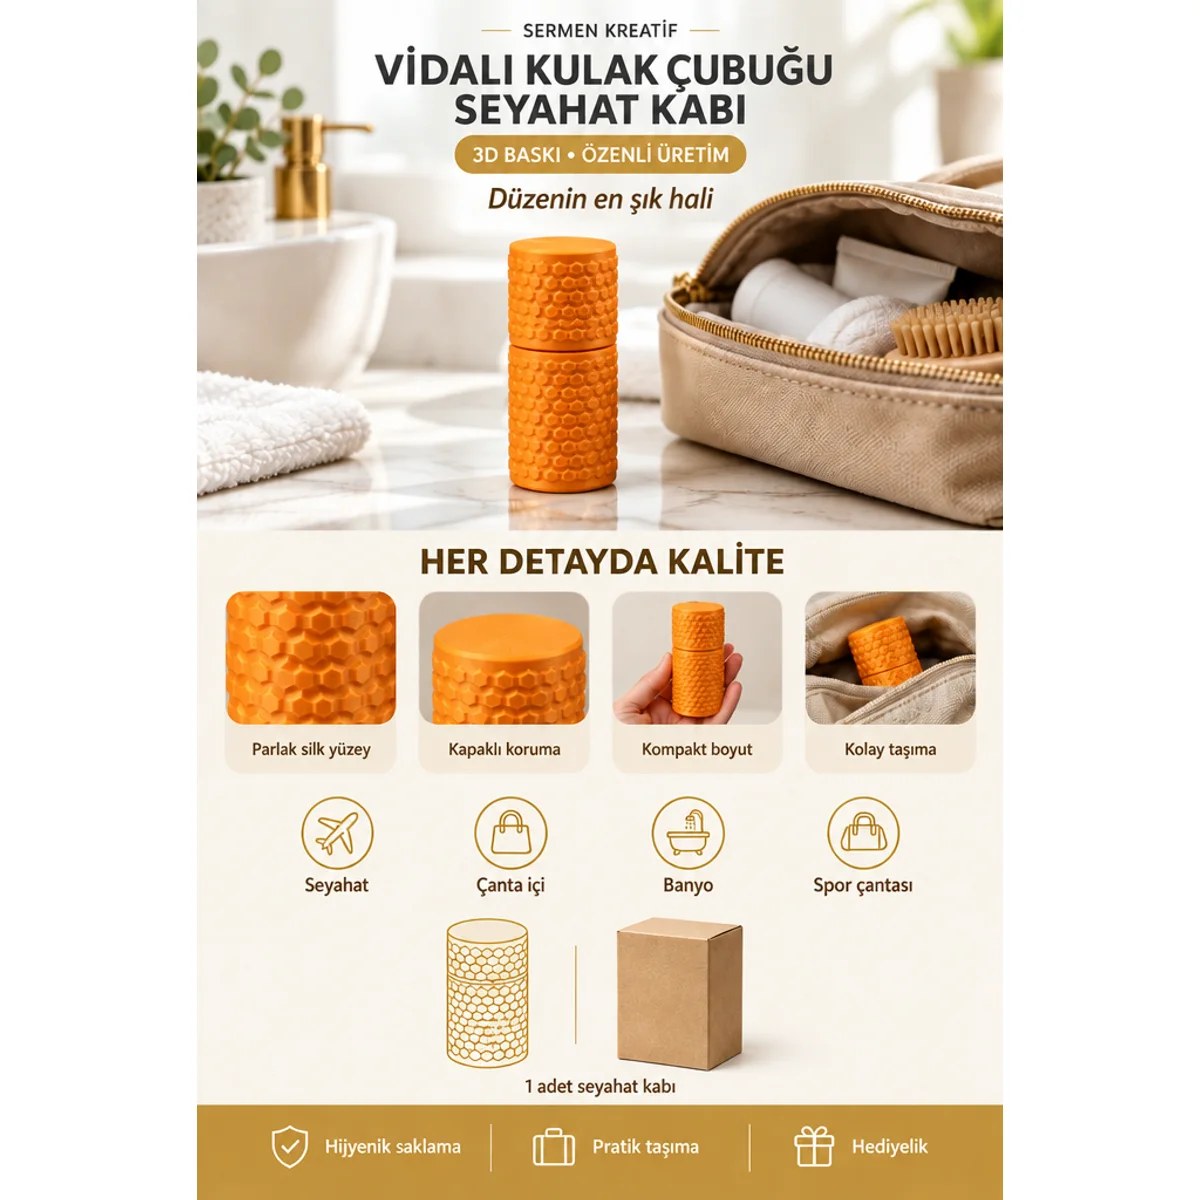 SERMEN KREATİF
VİDALI KULAK ÇUBUĞU
SEYAHAT KABI
3D BASKI • ÖZENLİ ÜRETİM
Düzenin en şık hali
HER DETAYDA KALİTE
Parlak silk yüzey
Kapaklı koruma
Kompakt boyut
Kolay taşıma
Seyahat
Çanta içi
Banyo
Spor çantası
1 adet seyahat kabı
Hijyenik saklama
Pratik taşıma
Hediyelik